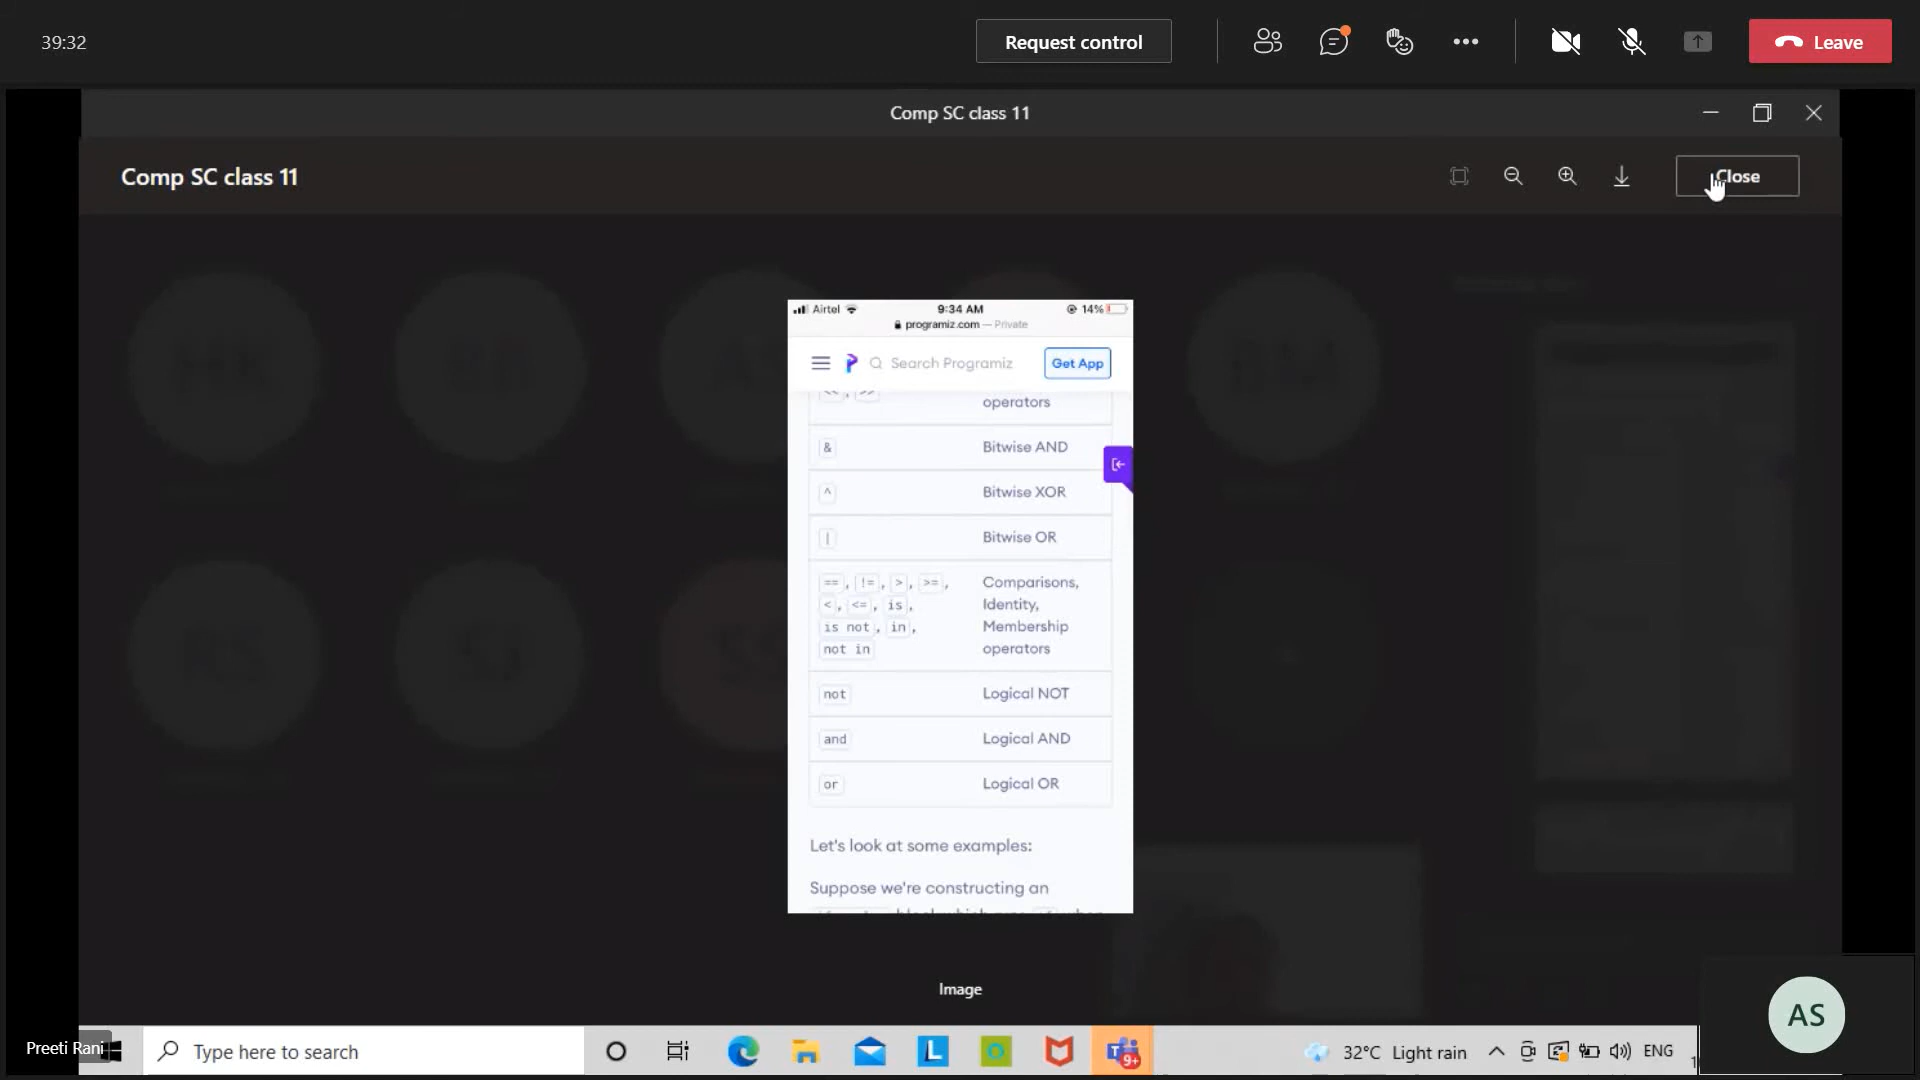 39:32
Request control
Leave
Comp SC class 11
Comp SC class 11
Close
Airtel
9:34 AM
14%
programiz.com — Private
Search Programiz
Get App
<< , >>
operators
& Bitwise AND
^ Bitwise XOR
| Bitwise OR
== , != , > , >= , Comparisons,
< , <= , is , Identity,
is not , in , Membership
not in operators
not Logical NOT
and Logical AND
or Logical OR
Let's look at some examples:
Suppose we're constructing an
Image
AS
Preeti Rani
Type here to search
L
9+
32°C Light rain
ENG